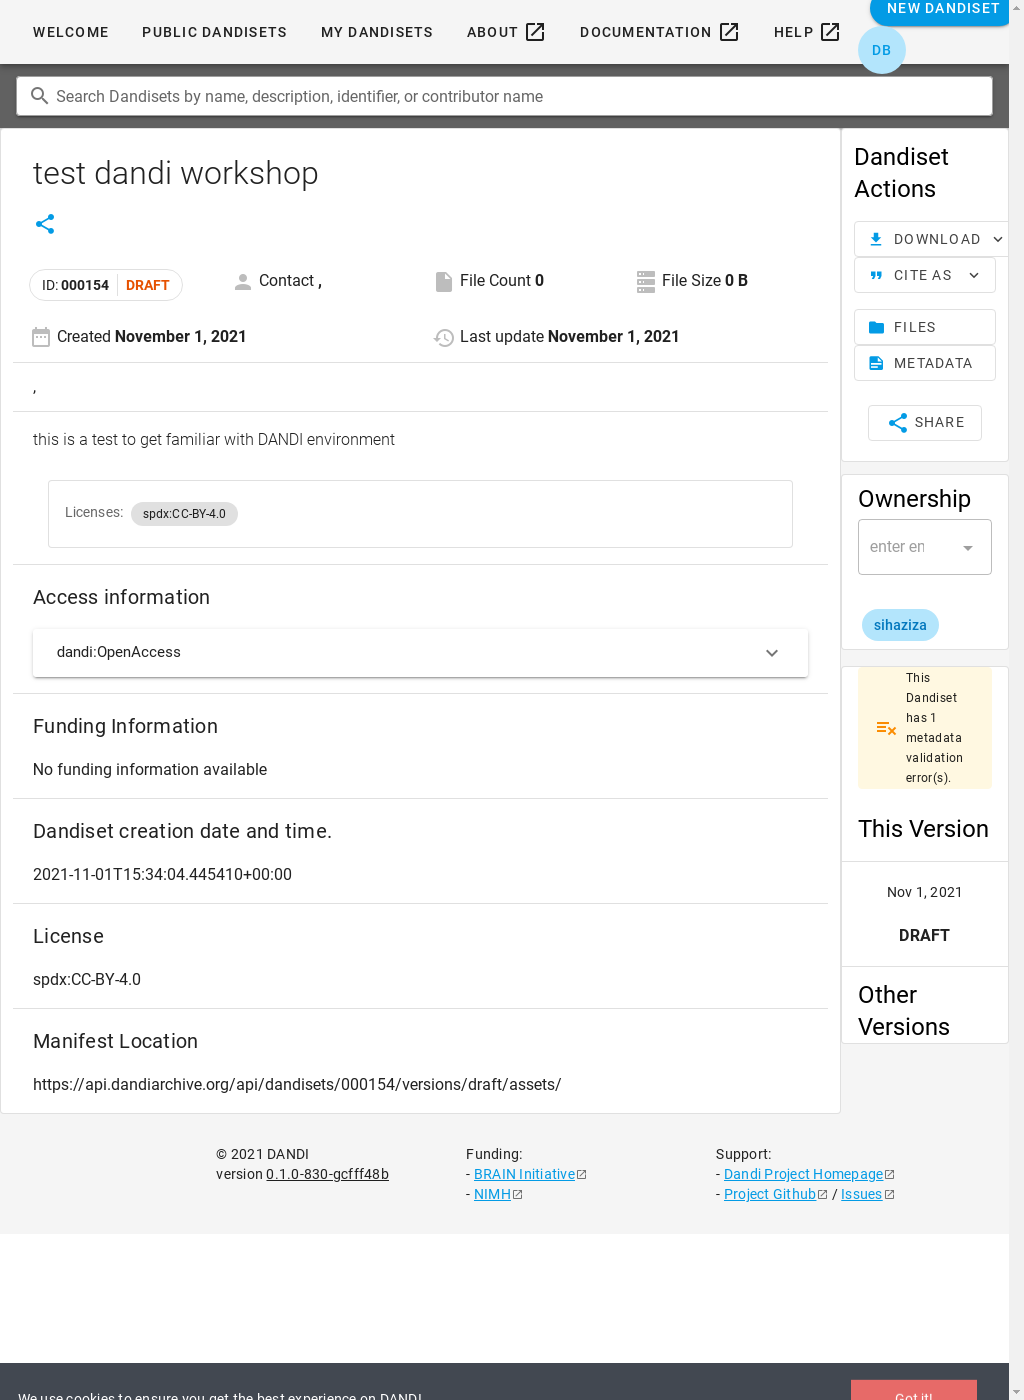 NEW DANDISET
WELCOME
PUBLIC DANDISETS
MY DANDISETS
ABOUT
DOCUMENTATION
HELP
DB
Search Dandisets by name, description, identifier, or contributor name
test dandi workshop
ID: 000154 DRAFT
Contact ,
File Count 0
File Size 0 B
Created November 1, 2021
Last update November 1, 2021
,
this is a test to get familiar with DANDI environment
Licenses: spdx:CC-BY-4.0
Access information
dandi:OpenAccess
Funding Information
No funding information available
Dandiset creation date and time.
2021-11-01T15:34:04.445410+00:00
License
spdx:CC-BY-4.0
Manifest Location
https://api.dandiarchive.org/api/dandisets/000154/versions/draft/assets/
Dandiset
Actions
DOWNLOAD
CITE AS
FILES
METADATA
SHARE
Ownership
enter en
sihaziza
This
Dandiset
has 1
metadata
validation
error(s).
This Version
Nov 1, 2021
DRAFT
Other
Versions
© 2021 DANDI
version 0.1.0-830-gcfff48b
Funding:
- BRAIN Initiative
- NIMH
Support:
- Dandi Project Homepage
- Project Github / Issues
We use cookies to ensure you get the best experience on DANDI.
Got it!